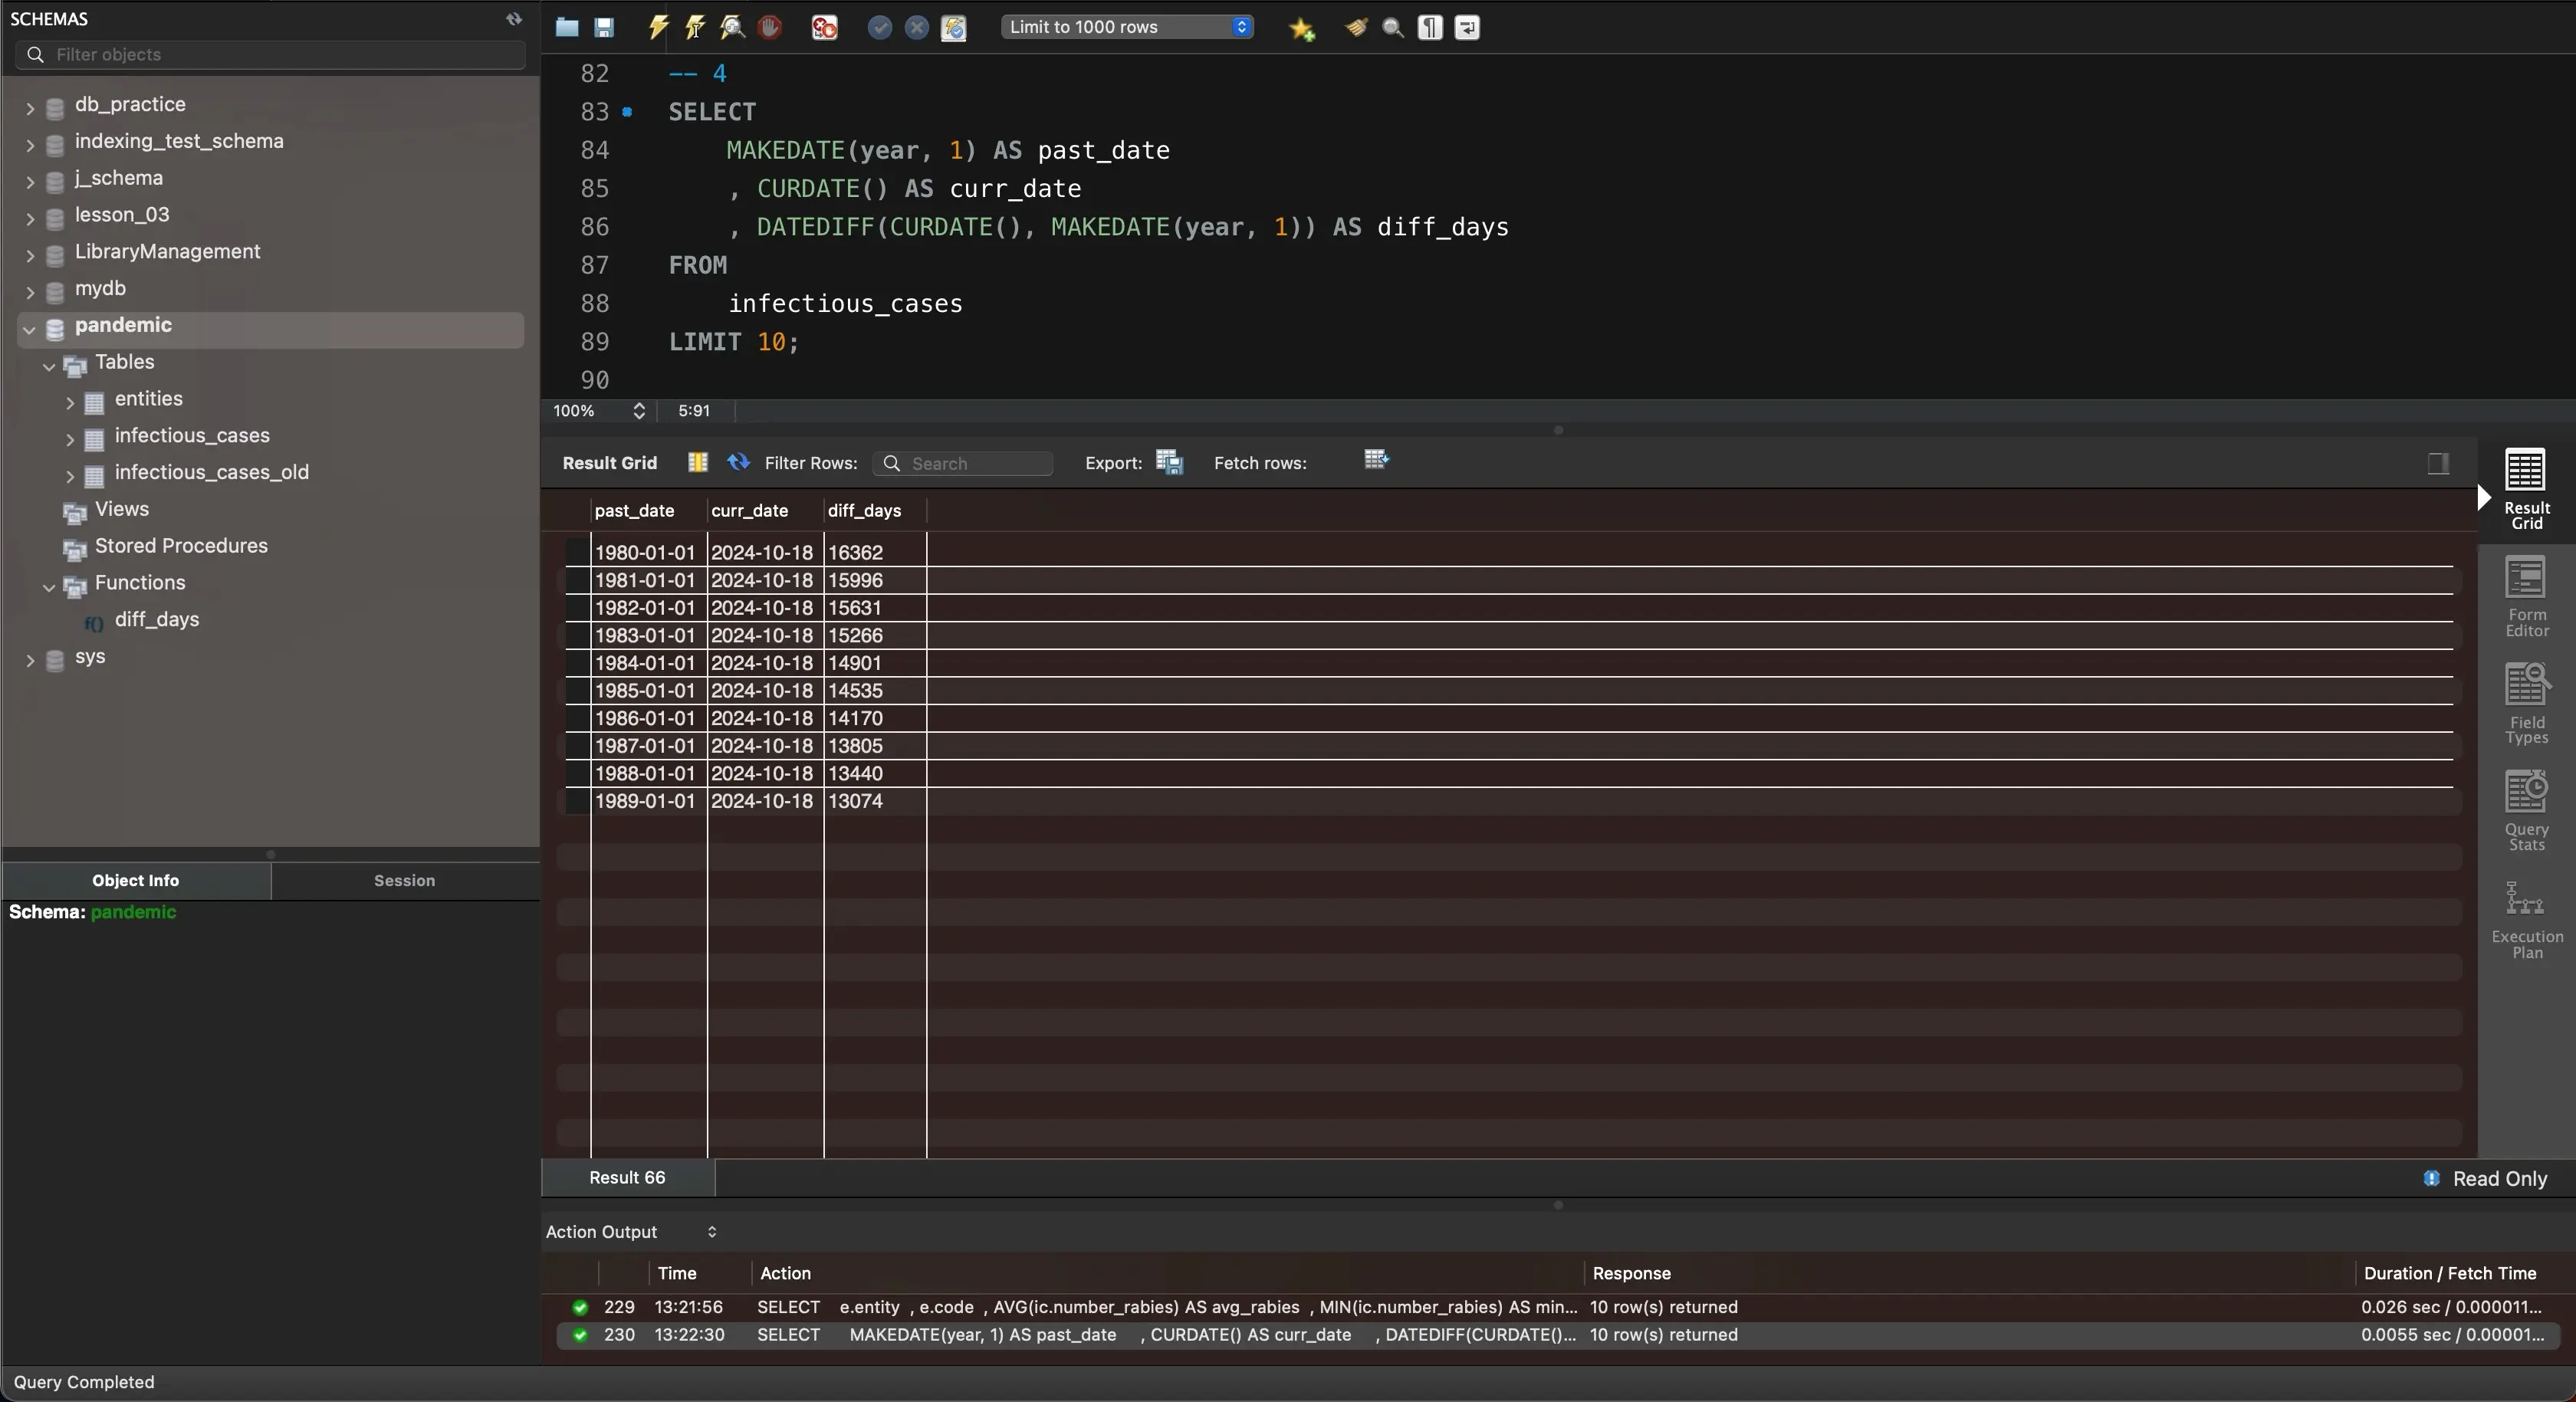 SCHEMAS
Filter objects
db_practice
indexing_test_schema
j_schema
lesson_03
LibraryManagement
mydb
pandemic
Tables
entities
infectious_cases
infectious_cases_old
Views
Stored Procedures
Functions
f() diff_days
sys
Object Info Session
Schema: pandemic
Limit to 1000 rows
82 -- 4
83 SELECT
84 MAKEDATE(year, 1) AS past_date
85 , CURDATE() AS curr_date
86 , DATEDIFF(CURDATE(), MAKEDATE(year, 1)) AS diff_days
87 FROM
88 infectious_cases
89 LIMIT 10;
90
100% 5:91
Result Grid Filter Rows: Search Export: Fetch rows:
past_date curr_date diff_days
1980-01-01 2024-10-18 16362
1981-01-01 2024-10-18 15996
1982-01-01 2024-10-18 15631
1983-01-01 2024-10-18 15266
1984-01-01 2024-10-18 14901
1985-01-01 2024-10-18 14535
1986-01-01 2024-10-18 14170
1987-01-01 2024-10-18 13805
1988-01-01 2024-10-18 13440
1989-01-01 2024-10-18 13074
Result
Grid
Form
Editor
Field
Types
Query
Stats
Execution
Plan
Result 66 Read Only
Action Output
Time Action Response Duration / Fetch Time
229 13:21:56 SELECT e.entity , e.code , AVG(ic.number_rabies) AS avg_rabies , MIN(ic.number_rabies) AS min... 10 row(s) returned 0.026 sec / 0.000011...
230 13:22:30 SELECT MAKEDATE(year, 1) AS past_date , CURDATE() AS curr_date , DATEDIFF(CURDATE()... 10 row(s) returned 0.0055 sec / 0.00001...
Query Completed